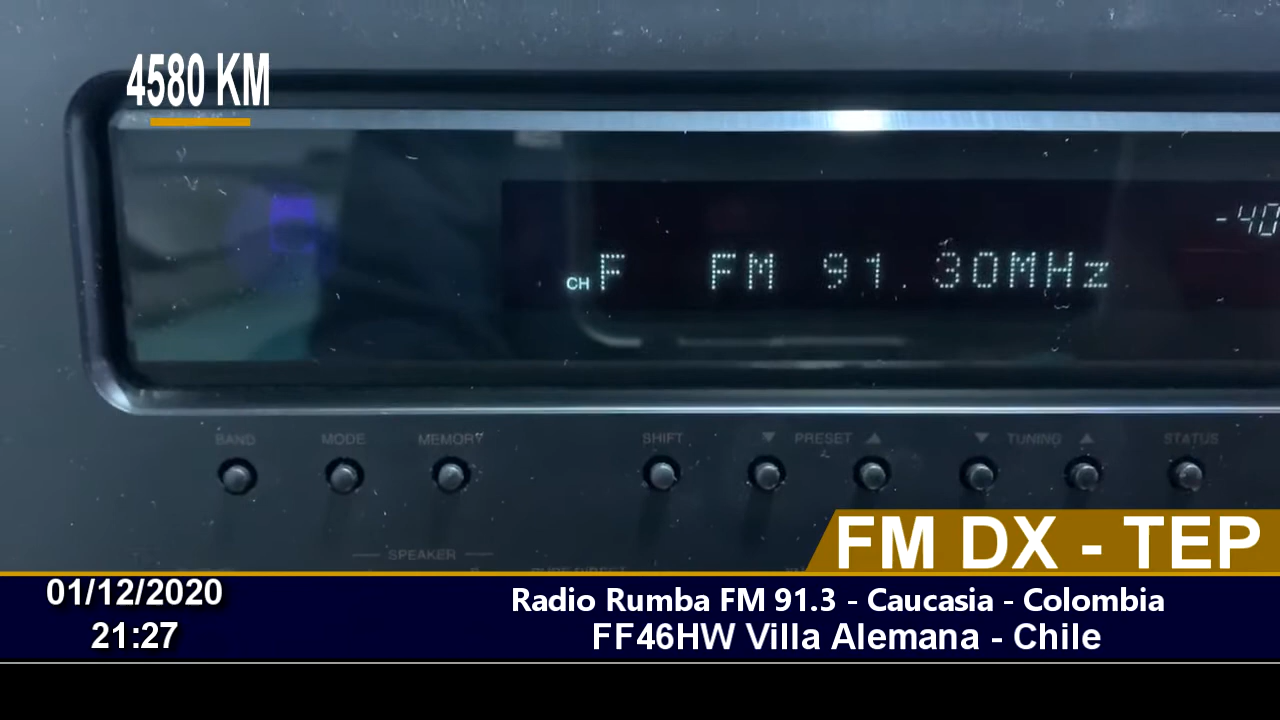 4580 KM
-40
CH F FM 91.30MHz
BAND MODE MEMORY SHIFT PRESET TUNING STATUS
SPEAKER
FM DX - TEP
01/12/2020
21:27
Radio Rumba FM 91.3 - Caucasia - Colombia
FF46HW Villa Alemana - Chile